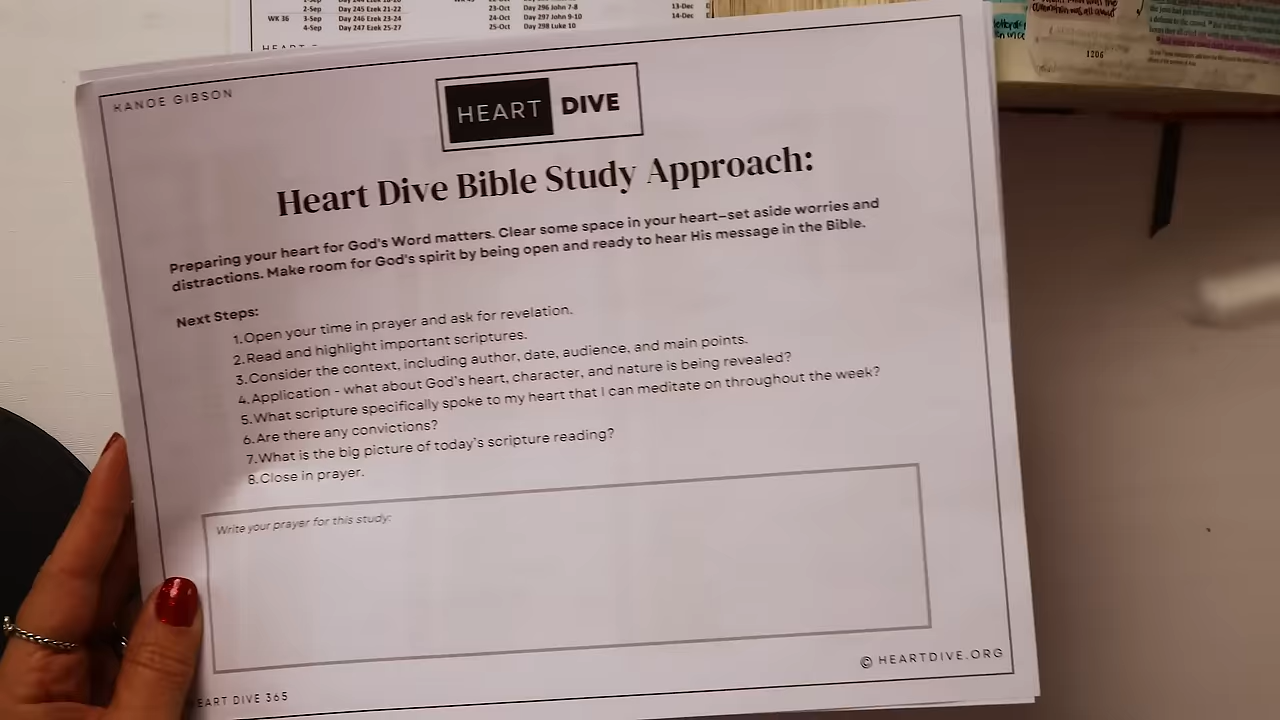 Day 245 Ezek 21-22
WK 36 3-Sep Day 246 Ezek 23-24
4-Sep Day 247 Ezek 25-27
23-Oct Day 296 John 7-8
24-Oct Day 297 John 9-10
25-Oct Day 298 Luke 10
13-Dec
14-Dec
1206
KANOE GIBSON
HEART DIVE
Heart Dive Bible Study Approach:
Preparing your heart for God's Word matters. Clear some space in your heart—set aside worries and
distractions. Make room for God's spirit by being open and ready to hear His message in the Bible.
Next Steps:
1.Open your time in prayer and ask for revelation.
2.Read and highlight important scriptures.
3.Consider the context, including author, date, audience, and main points.
4.Application - what about God's heart, character, and nature is being revealed?
5.What scripture specifically spoke to my heart that I can meditate on throughout the week?
6.Are there any convictions?
7.What is the big picture of today's scripture reading?
8.Close in prayer.
Write your prayer for this study:
EART DIVE 365
© HEARTDIVE.ORG